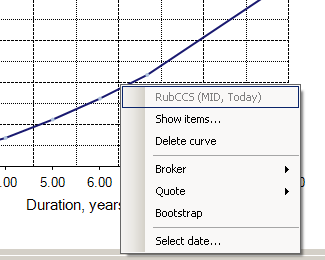 RubCCS (MID, Today)
Show items...
Delete curve
Broker
Quote
Bootstrap
Select date...
.00 5.00 6.00 0
Duration, years